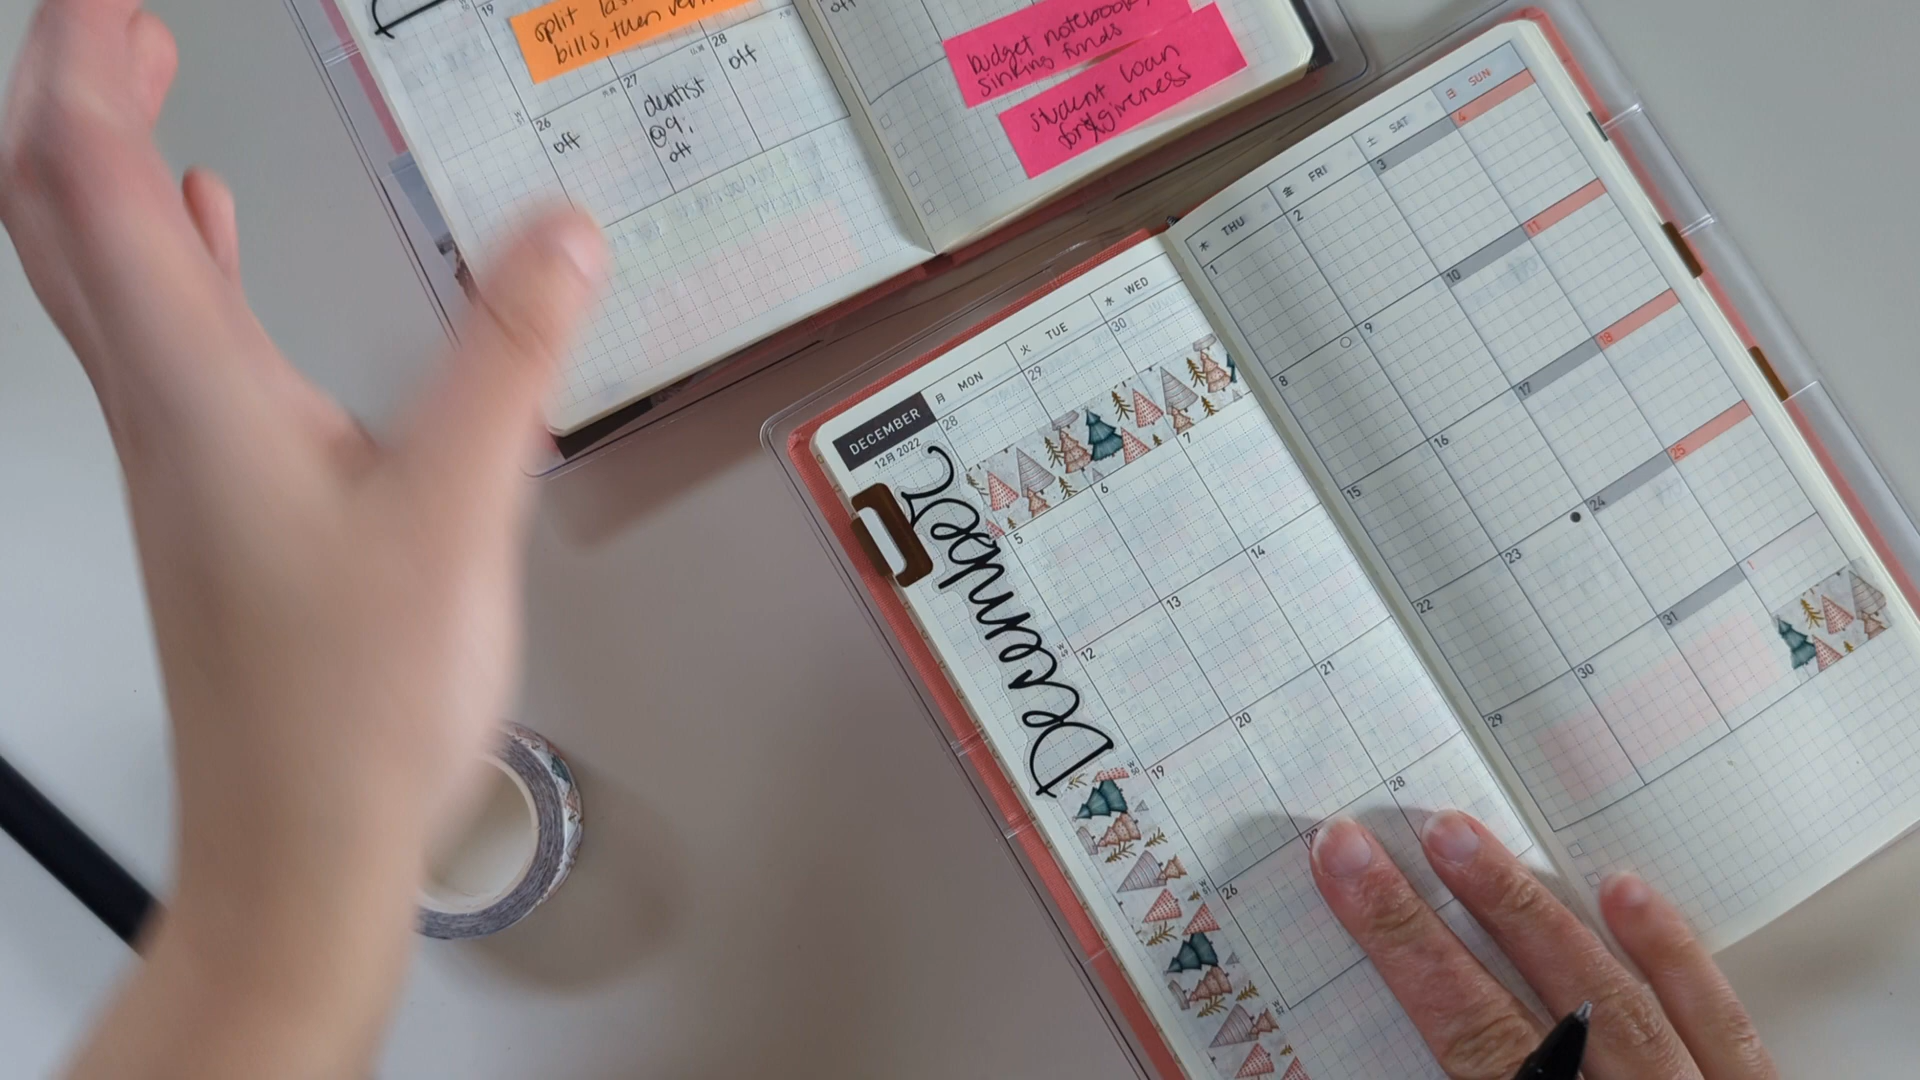 19
split las
bills, then ver
off
budget notebook,
sinking funds
student loan
forgiveness
26
off
27
dentist
@9;
off
28
off
DECEMBER
12月 2022
December
月 MON
火 TUE
水 WED
木 THU
金 FRI
土 SAT
日 SUN
28
29
30
1
2
3
4
5
6
7
8
9
10
11
12
13
14
15
16
17
18
19
20
21
22
23
24
25
26
28
29
30
31
1